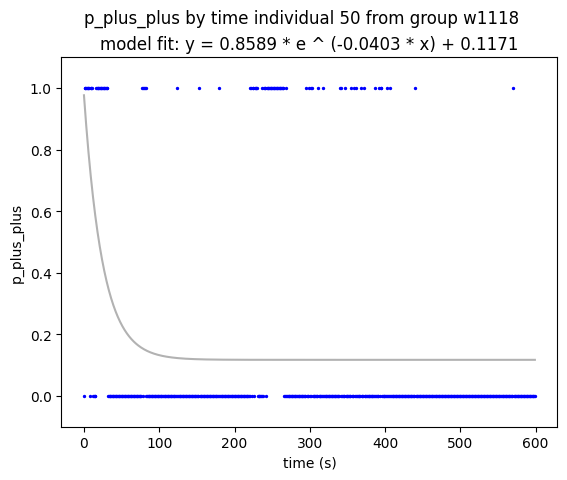 p_plus_plus by time individual 50 from group w1118
model fit: y = 0.8589 * e ^ (-0.0403 * x) + 0.1171
1.0
0.8
0.6
0.4
0.2
0.0
p_plus_plus
0 100 200 300 400 500 600
time (s)